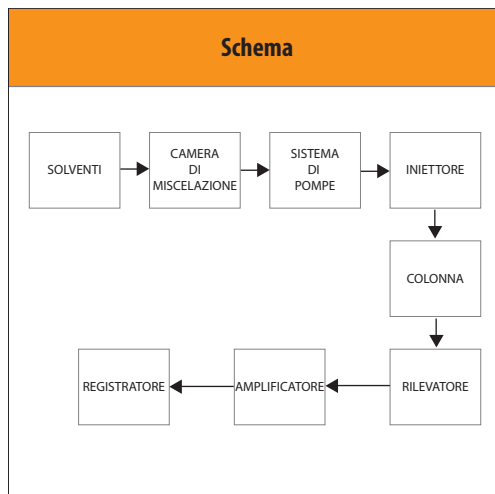 Schema
SOLVENTI
CAMERA
DI
MISCELAZIONE
SISTEMA
DI
POMPE
INIETTORE
COLONNA
RILEVATORE
AMPLIFICATORE
REGISTRATORE